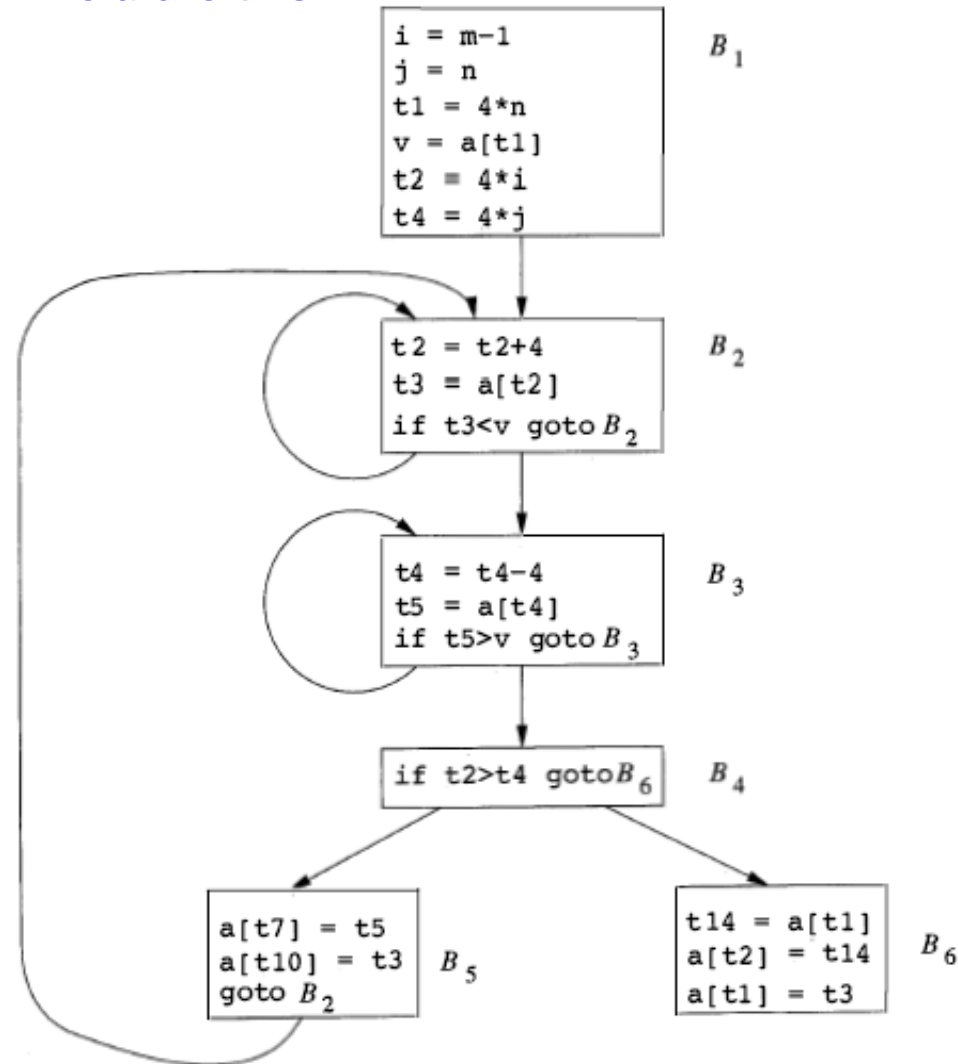 i = m-1
j = n
t1 = 4*n
v = a[t1]
t2 = 4*i
t4 = 4*j
B1
t2 = t2+4
t3 = a[t2]
if t3<v goto B2
B2
t4 = t4-4
t5 = a[t4]
if t5>v goto B3
B3
if t2>t4 goto B6
B4
a[t7] = t5
a[t10] = t3
goto B2
B5
t14 = a[t1]
a[t2] = t14
a[t1] = t3
B6